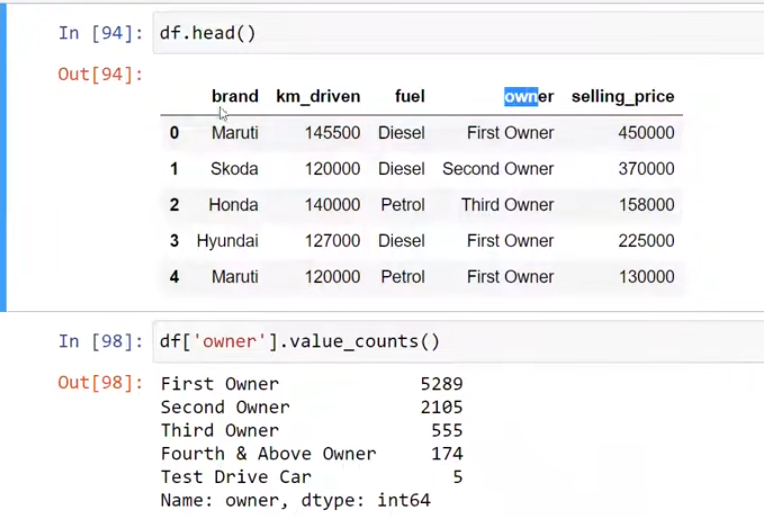 In [94]: df.head()
Out[94]:
brand km_driven fuel owner selling_price
0 Maruti 145500 Diesel First Owner 450000
1 Skoda 120000 Diesel Second Owner 370000
2 Honda 140000 Petrol Third Owner 158000
3 Hyundai 127000 Diesel First Owner 225000
4 Maruti 120000 Petrol First Owner 130000
In [98]: df['owner'].value_counts()
Out[98]: First Owner 5289
Second Owner 2105
Third Owner 555
Fourth & Above Owner 174
Test Drive Car 5
Name: owner, dtype: int64